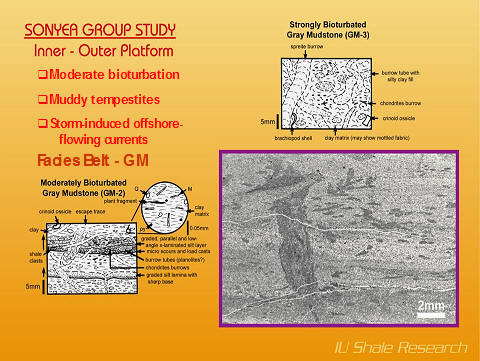 SONYEA GROUP STUDY
Inner - Outer Platform
❑Moderate bioturbation
❑Muddy tempestites
❑Storm-induced offshore-
flowing currents
Facies Belt - GM
Strongly Bioturbated
Gray Mudstone (GM-3)
spreite burrow
burrow tube with
silty clay fill
chondrites burrow
crinoid ossicle
5mm
brachiopod shell
clay matrix (may show mottled fabric)
Moderately Bioturbated
Gray Mudstone (GM-2)
Q
M
plant fragment
clay
matrix
crinoid ossicle
escape trace
py
0.05mm
clay
graded, parallel and low-
angle x-laminated silt layer
micro scours and load casts
shale
clasts
burrow tubes (planolites?)
chondrites burrows
graded silt lamina with
sharp base
5mm
2mm
IU Shale Research